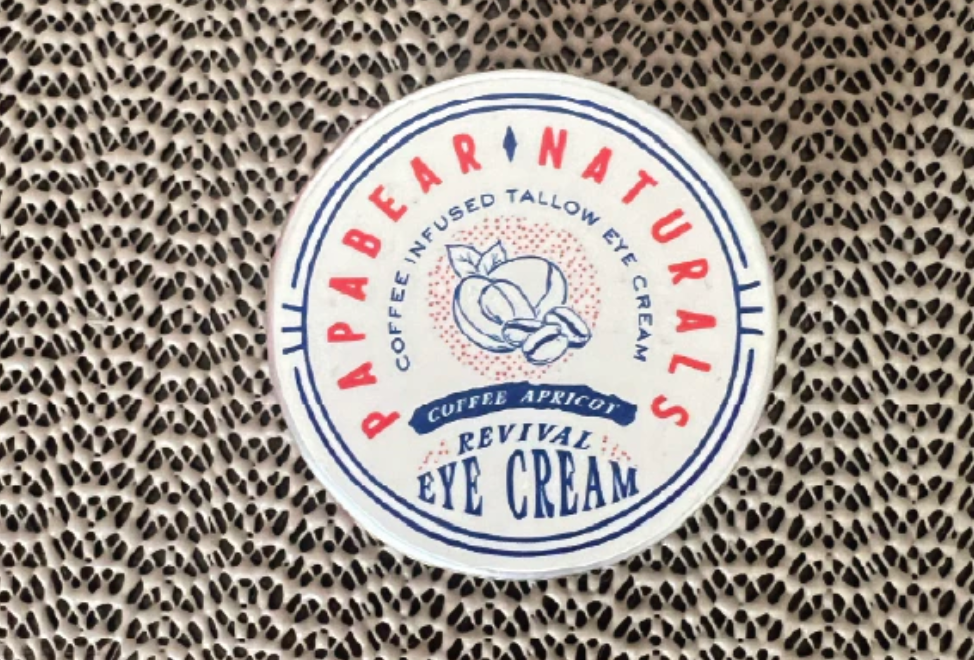 PAPABEAR NATURALS
COFFEE INFUSED TALLOW EYE CREAM
COFFEE APRICOT
REVIVAL
EYE CREAM